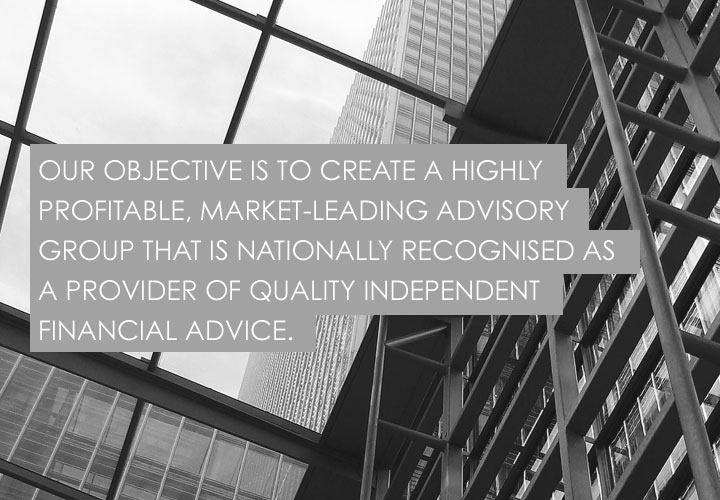 OUR OBJECTIVE IS TO CREATE A HIGHLY
PROFITABLE, MARKET-LEADING ADVISORY
GROUP THAT IS NATIONALLY RECOGNISED AS
A PROVIDER OF QUALITY INDEPENDENT
FINANCIAL ADVICE.